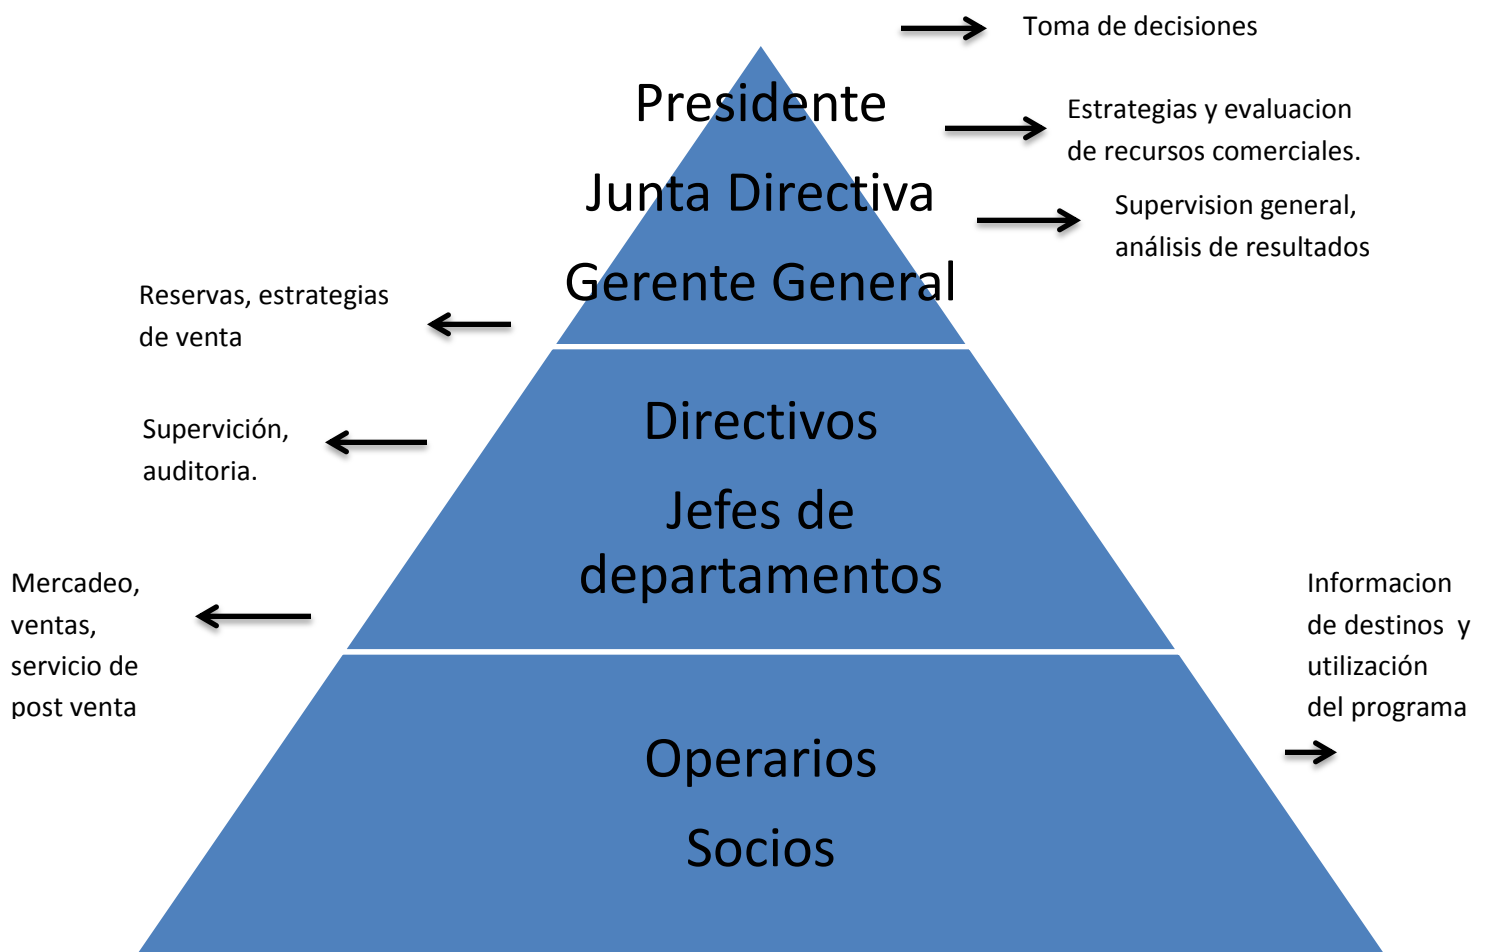 Toma de decisiones
Presidente
Estrategias y evaluacion
de recursos comerciales.
Junta Directiva
Supervision general,
análisis de resultados
Gerente General
Reservas, estrategias
de venta
Directivos
Supervición,
auditoria.
Jefes de
departamentos
Mercadeo,
ventas,
servicio de
post venta
Informacion
de destinos y
utilización
del programa
Operarios
Socios